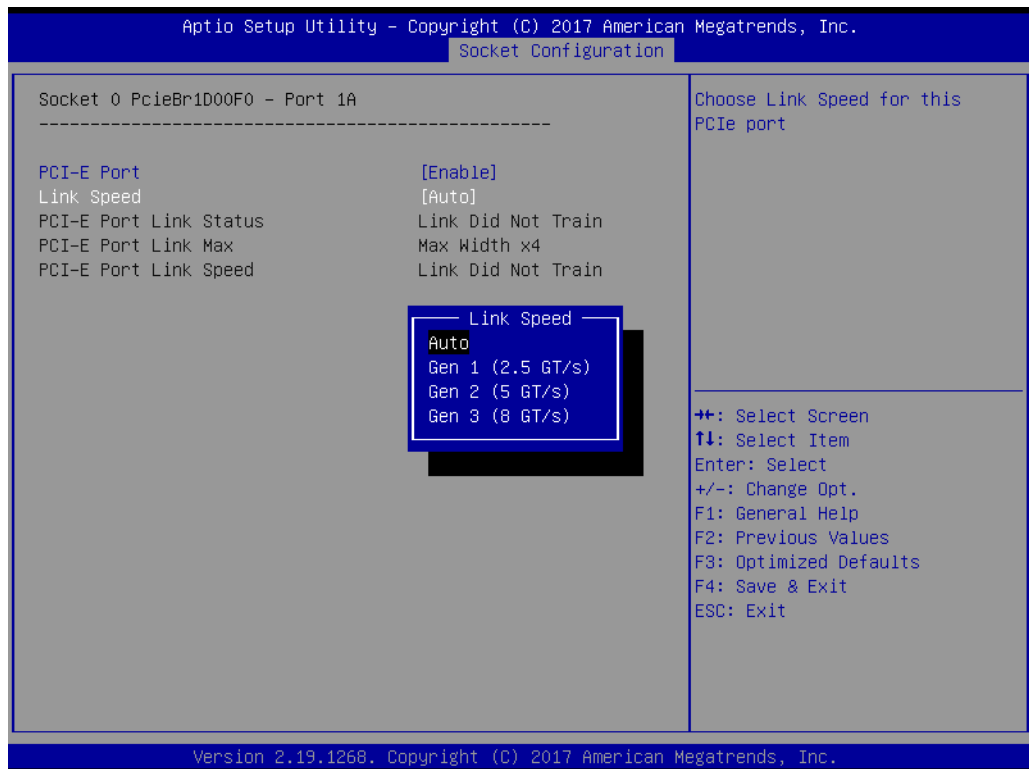 Aptio Setup Utility – Copyright (C) 2017 American Megatrends, Inc.
Socket Configuration
Socket 0 PcieBr1D00F0 – Port 1A
--------------------------------------------------
PCI-E Port [Enable]
Link Speed [Auto]
PCI-E Port Link Status Link Did Not Train
PCI-E Port Link Max Max Width x4
PCI-E Port Link Speed Link Did Not Train
Link Speed
Auto
Gen 1 (2.5 GT/s)
Gen 2 (5 GT/s)
Gen 3 (8 GT/s)
Choose Link Speed for this
PCIe port
→←: Select Screen
↑↓: Select Item
Enter: Select
+/-: Change Opt.
F1: General Help
F2: Previous Values
F3: Optimized Defaults
F4: Save & Exit
ESC: Exit
Version 2.19.1268. Copyright (C) 2017 American Megatrends, Inc.